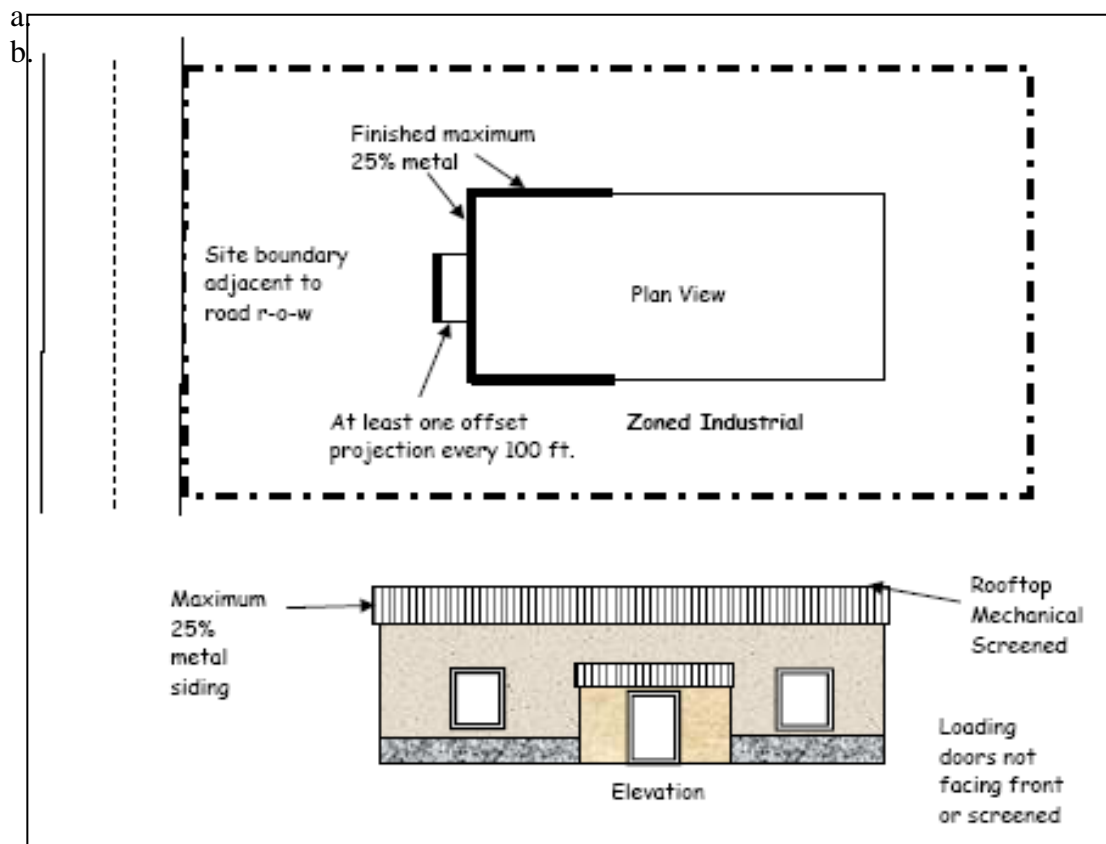 a.
b.
Finished maximum
25% metal
Site boundary
adjacent to
road r-o-w
Plan View
At least one offset
projection every 100 ft.
Zoned Industrial
Maximum
25%
metal
siding
Rooftop
Mechanical
Screened
Elevation
Loading
doors not
facing front
or screened